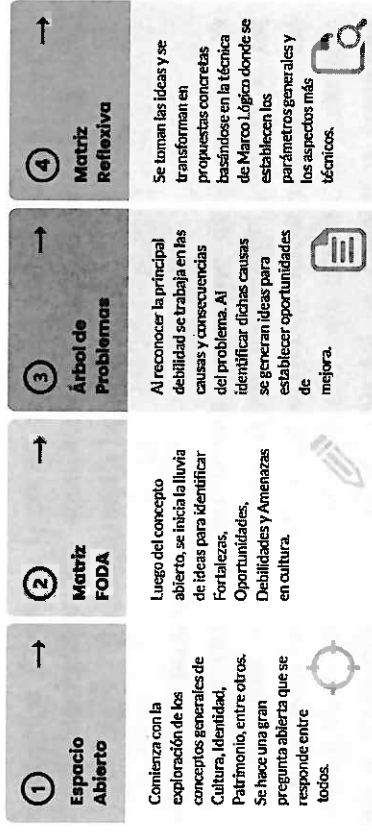 1 →
Espacio
Abierto
Comienza con la
exploración de los
conceptos generales de
Cultura, Identidad,
Patrimonio, entre otros.
Se hace una gran
pregunta abierta que se
responde entre
todos.
2 →
Matriz
FODA
Luego del concepto
abierto, se inicia la lluvia
de ideas para identificar
Fortalezas,
Oportunidades,
Debilidades y Amenazas
en cultura.
3 →
Árbol de
Problemas
Al reconocer la principal
debilidad se trabaja en las
causas y consecuencias
del problema. Al
identificar dichas causas
se generan ideas para
establecer oportunidades
de
mejora.
4 →
Matriz
Reflexiva
Se toman las ideas y se
transforman en
propuestas concretas
basándose en la técnica
de Marco Lógico donde se
establecen los
parámetros generales y
los aspectos más
técnicos.